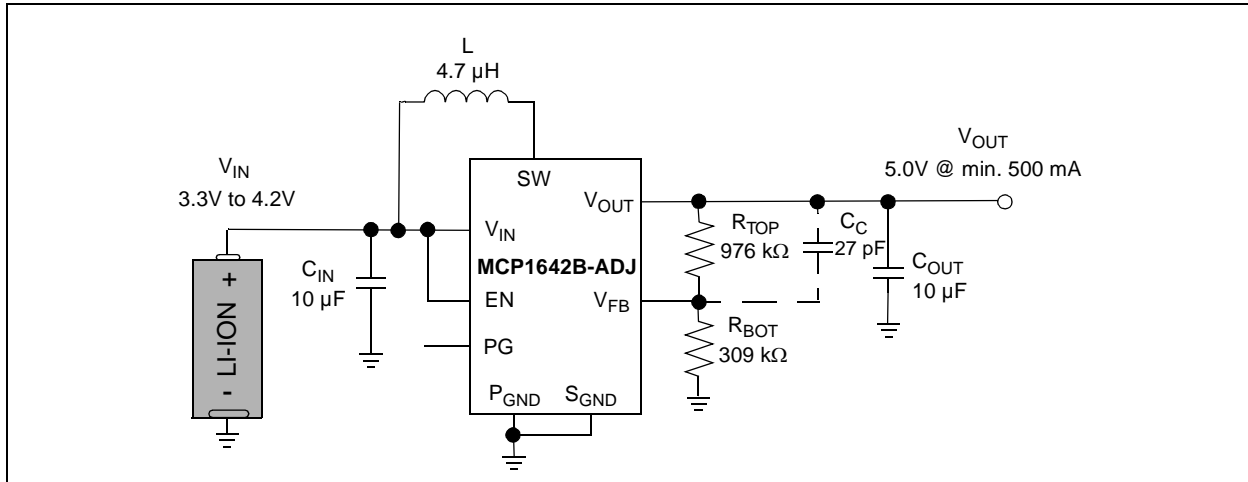 L
4.7 µH
V_IN
3.3V to 4.2V
+
LI-ION
-
C_IN
10 µF
SW
V_OUT
V_IN
MCP1642B-ADJ
EN
V_FB
PG
P_GND
S_GND
R_TOP
976 kΩ
C_C
27 pF
R_BOT
309 kΩ
C_OUT
10 µF
V_OUT
5.0V @ min. 500 mA